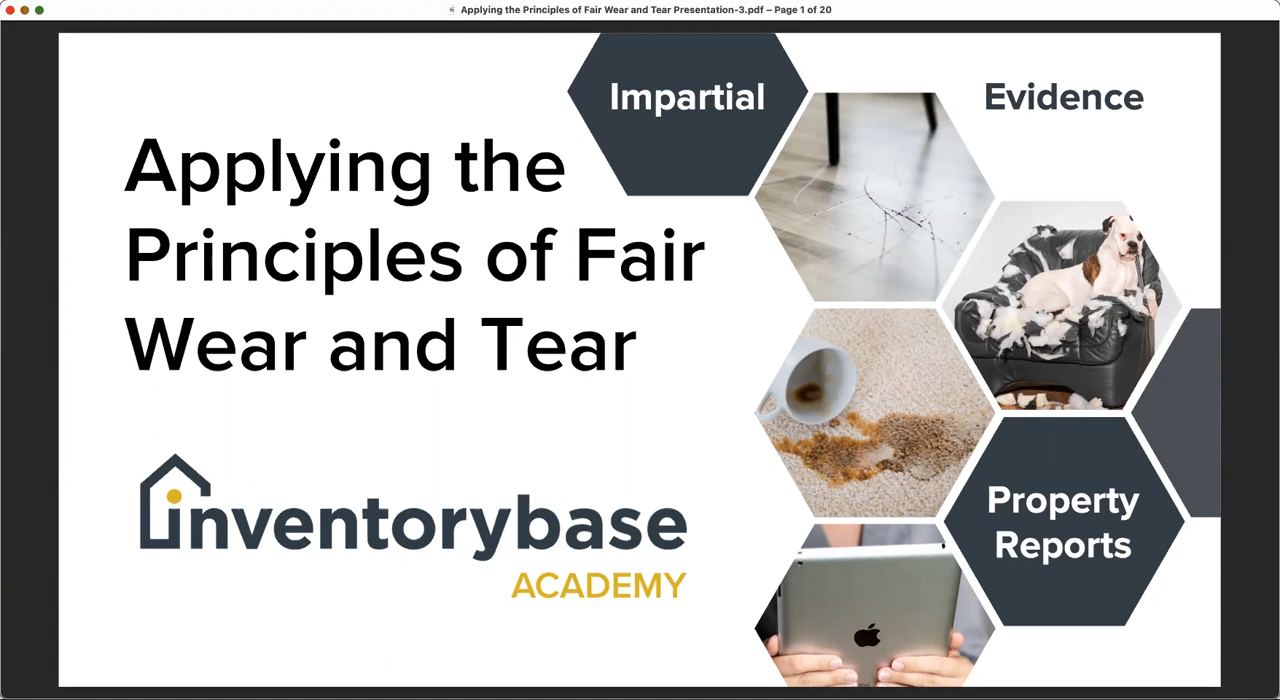 Applying the Principles of Fair Wear and Tear Presentation-3.pdf – Page 1 of 20
Impartial
Evidence
Applying the
Principles of Fair
Wear and Tear
inventorybase
ACADEMY
Property
Reports